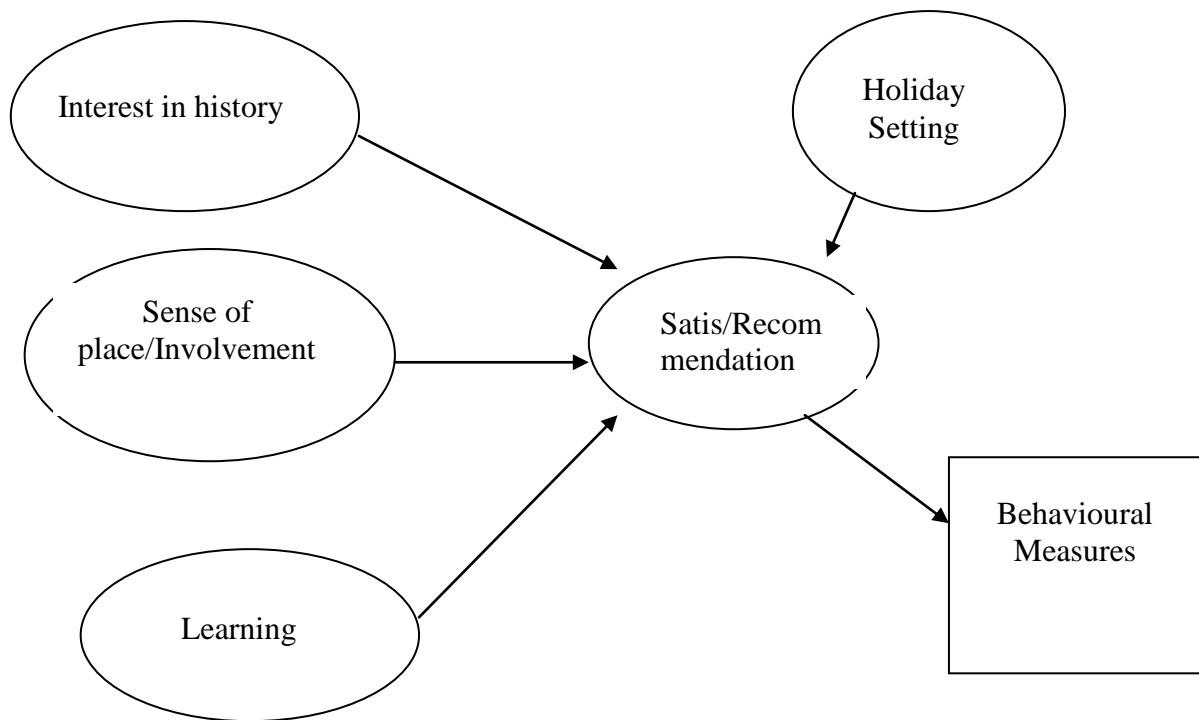 Interest in history
Holiday
Setting
Sense of
place/Involvement
Satis/Recom
mendation
Behavioural
Measures
Learning